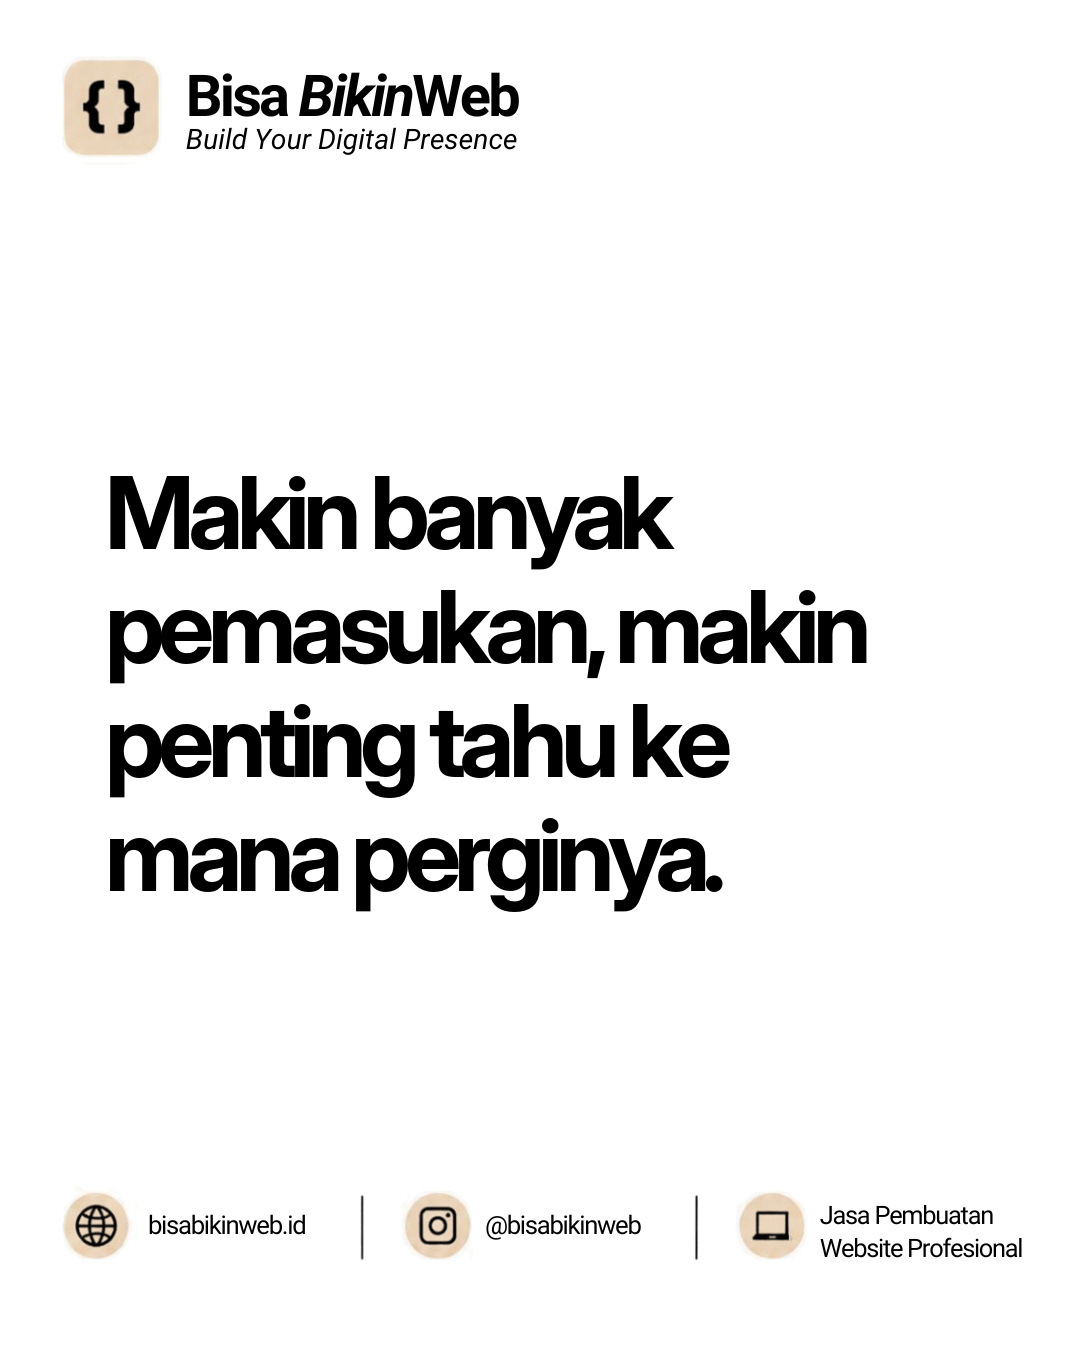 { }
Bisa BikinWeb
Build Your Digital Presence
Makin banyak
pemasukan, makin
penting tahu ke
mana perginya.
bisabikinweb.id
@bisabikinweb
Jasa Pembuatan
Website Profesional